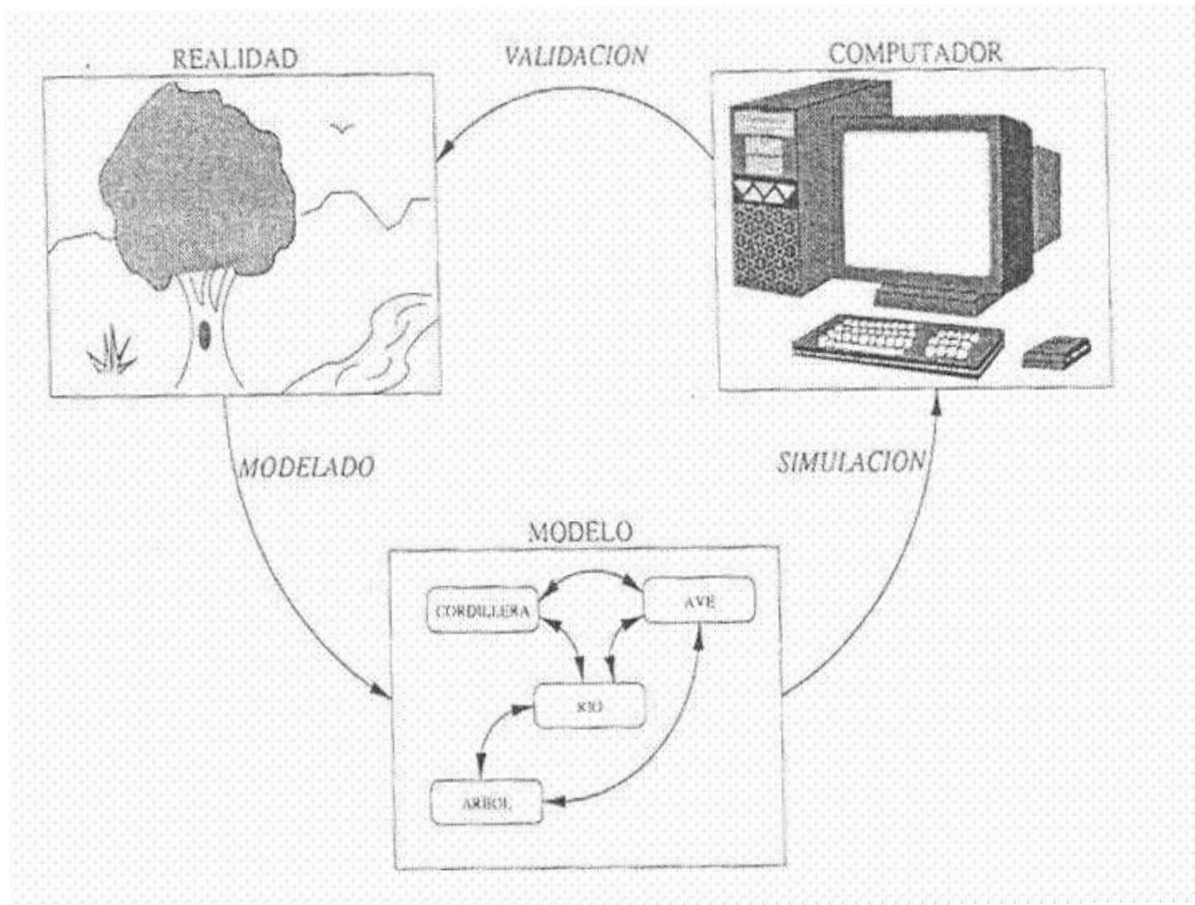 REALIDAD
VALIDACION
COMPUTADOR
MODELADO
SIMULACION
MODELO
CORDILLERA
AVE
RIO
ARBOL